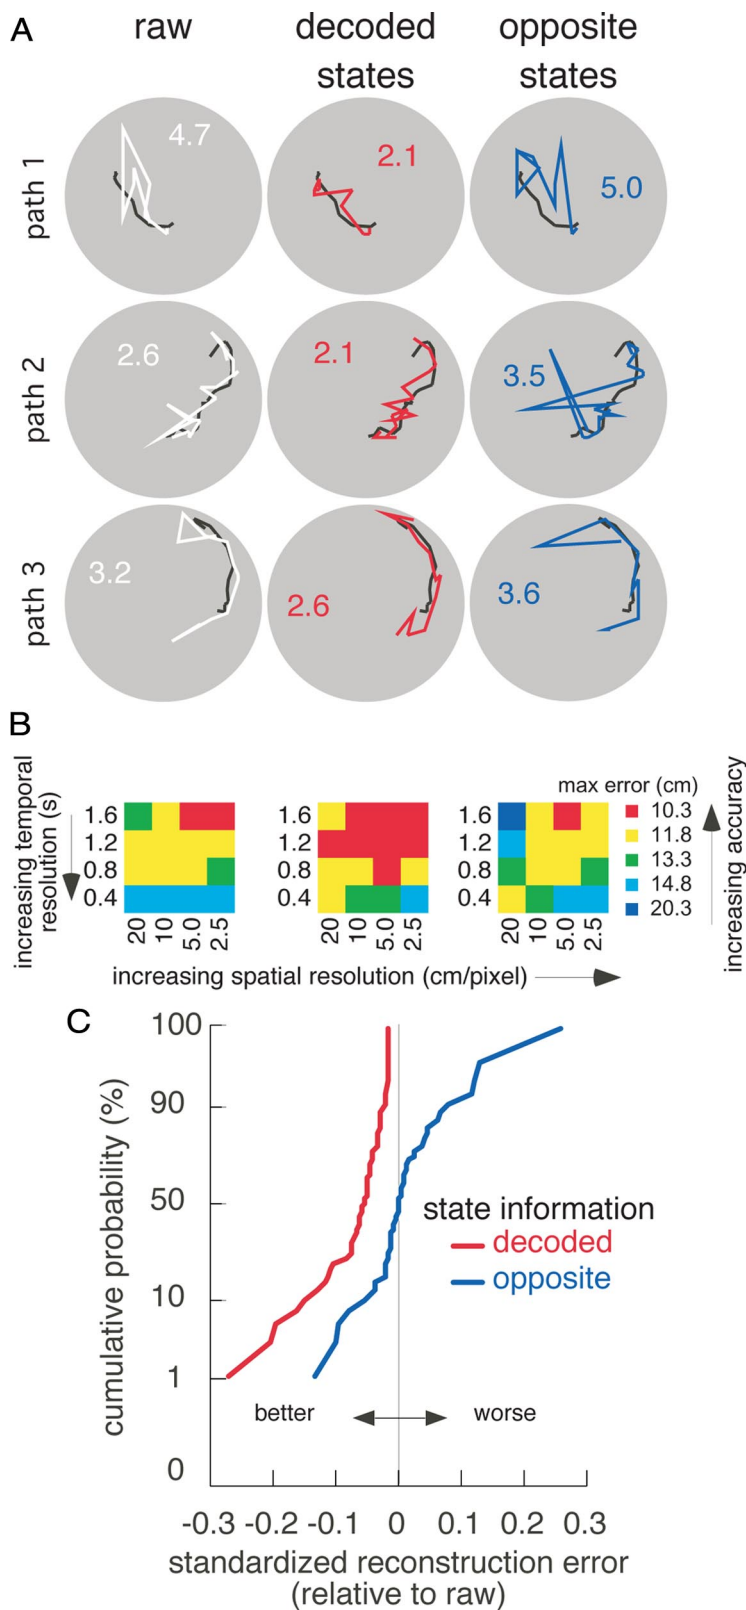 A
raw
decoded
states
opposite
states
path 1
4.7
2.1
5.0
path 2
2.6
2.1
3.5
path 3
3.2
2.6
3.6
B
increasing temporal
resolution (s)
1.6
1.2
0.8
0.4
20
10
5.0
2.5
1.6
1.2
0.8
0.4
20
10
5.0
2.5
1.6
1.2
0.8
0.4
20
10
5.0
2.5
max error (cm)
10.3
11.8
13.3
14.8
20.3
increasing accuracy
increasing spatial resolution (cm/pixel)
C
cumulative probability (%)
100
90
50
10
1
0
state information
decoded
opposite
better
worse
-0.3 -0.2 -0.1 0 0.1 0.2 0.3
standardized reconstruction error
(relative to raw)